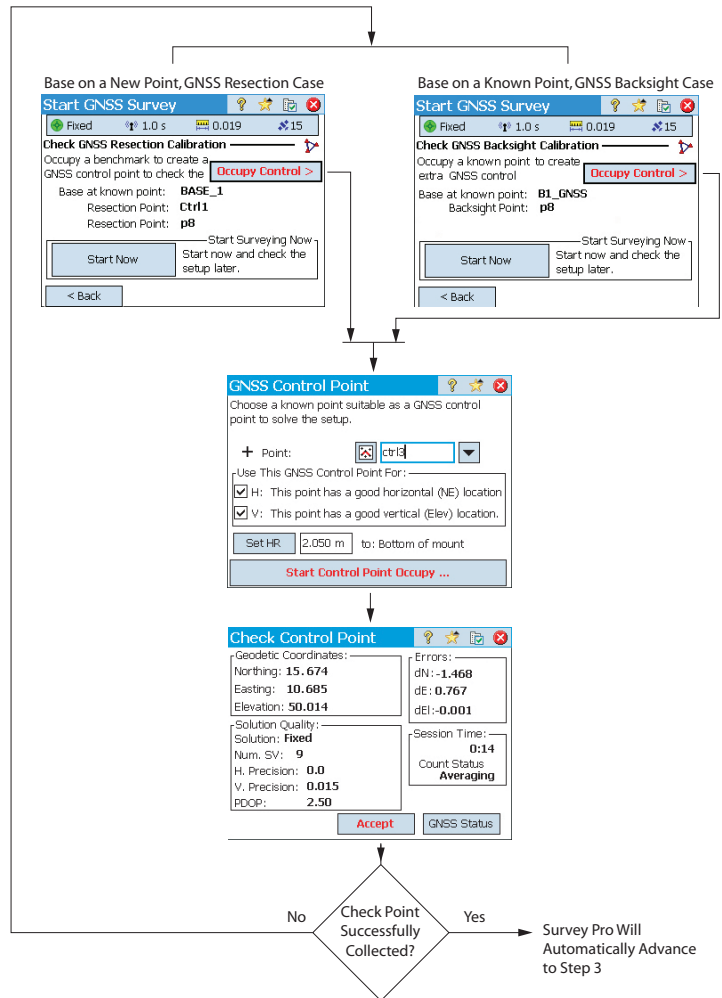 Base on a New Point, GNSS Resection Case
Start GNSS Survey
Fixed 1.0 s 0.019 15
Check GNSS Resection Calibration
Occupy a benchmark to create a
GNSS control point to check the
Occupy Control >
Base at known point: BASE_1
Resection Point: Ctrl1
Resection Point: p8
Start Surveying Now
Start Now
Start now and check the
setup later.
< Back
Base on a Known Point, GNSS Backsight Case
Start GNSS Survey
Fixed 1.0 s 0.019 15
Check GNSS Backsight Calibration
Occupy a known point to create
extra GNSS control
Occupy Control >
Base at known point: B1_GNSS
Backsight Point: p8
Start Surveying Now
Start Now
Start now and check the
setup later.
< Back
GNSS Control Point
Choose a known point suitable as a GNSS control
point to solve the setup.
+ Point: ctrl3
Use This GNSS Control Point For:
H: This point has a good horizontal (NE) location
V: This point has a good vertical (Elev) location.
Set HR 2.050 m to: Bottom of mount
Start Control Point Occupy ...
Check Control Point
Geodetic Coordinates:
Northing: 15.674
Easting: 10.685
Elevation: 50.014
Errors:
dN: -1.468
dE: 0.767
dEl: -0.001
Solution Quality:
Solution: Fixed
Num. SV: 9
H. Precision: 0.0
V. Precision: 0.015
PDOP: 2.50
Session Time:
0:14
Count Status
Averaging
Accept
GNSS Status
No
Check Point
Successfully
Collected?
Yes
Survey Pro Will
Automatically Advance
to Step 3